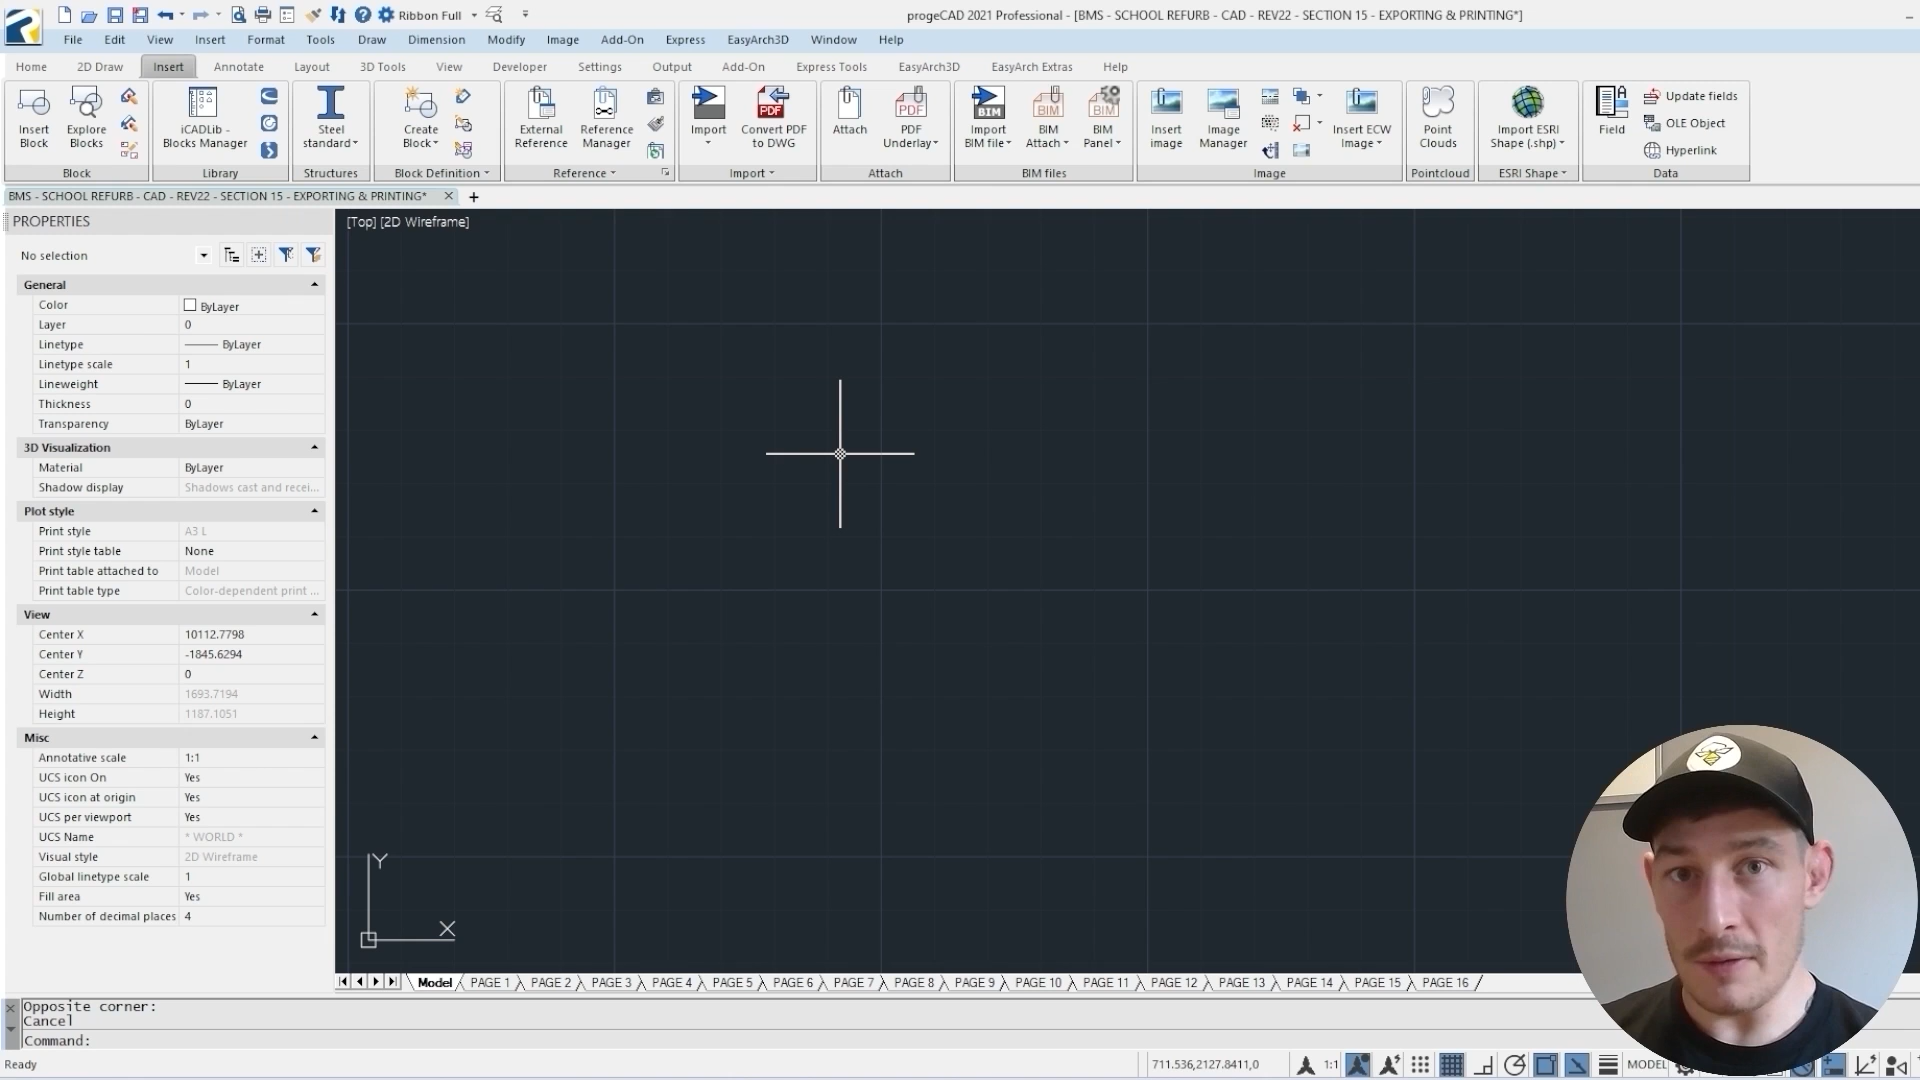 Ribbon Full
progeCAD 2021 Professional - [BMS - SCHOOL REFURB - CAD - REV22 - SECTION 15 - EXPORTING & PRINTING*]
File Edit View Insert Format Tools Draw Dimension Modify Image Add-On Express EasyArch3D Window Help
Home 2D Draw Insert Annotate Layout 3D Tools View Developer Settings Output Add-On Express Tools EasyArch3D EasyArch Extras Help
Insert Block
Explore Blocks
Block
iCADLib - Blocks Manager
Library
Steel standard
Structures
Create Block
Block Definition
External Reference
Reference Manager
Reference
Import
Convert PDF to DWG
Import
Attach
PDF Underlay
Attach
Import BIM file
BIM Attach
BIM Panel
BIM files
Insert image
Image Manager
Insert ECW Image
Image
Point Clouds
Pointcloud
Import ESRI Shape (.shp)
ESRI Shape
Field
Update fields
OLE Object
Hyperlink
Data
BMS - SCHOOL REFURB - CAD - REV22 - SECTION 15 - EXPORTING & PRINTING*
PROPERTIES
No selection
General
Color ByLayer
Layer 0
Linetype ByLayer
Linetype scale 1
Lineweight ByLayer
Thickness 0
Transparency ByLayer
3D Visualization
Material ByLayer
Shadow display Shadows cast and recei...
Plot style
Print style A3 L
Print style table None
Print table attached to Model
Print table type Color-dependent print ...
View
Center X 10112.7798
Center Y -1845.6294
Center Z 0
Width 1693.7194
Height 1187.1051
Misc
Annotative scale 1:1
UCS icon On Yes
UCS icon at origin Yes
UCS per viewport Yes
UCS Name * WORLD *
Visual style 2D Wireframe
Global linetype scale 1
Fill area Yes
Number of decimal places 4
[Top] [2D Wireframe]
Y
X
Model PAGE 1 PAGE 2 PAGE 3 PAGE 4 PAGE 5 PAGE 6 PAGE 7 PAGE 8 PAGE 9 PAGE 10 PAGE 11 PAGE 12 PAGE 13 PAGE 14 PAGE 15 PAGE 16
Opposite corner:
Cancel
Command:
Ready
711.536,2127.8411,0 1:1 MODEL